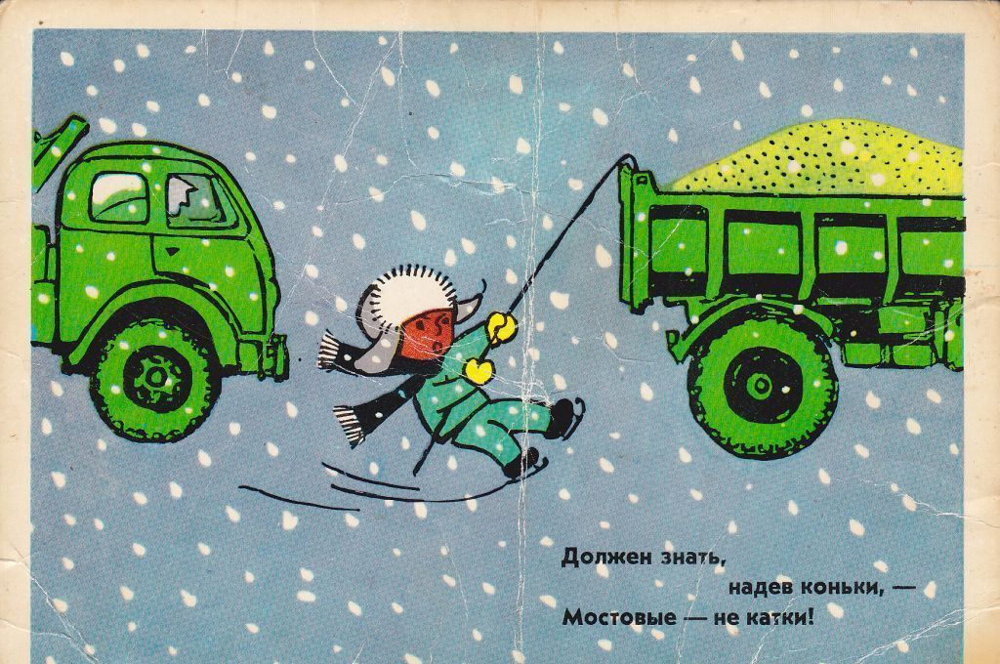 Должен знать,
надев коньки, —
Мостовые — не катки!